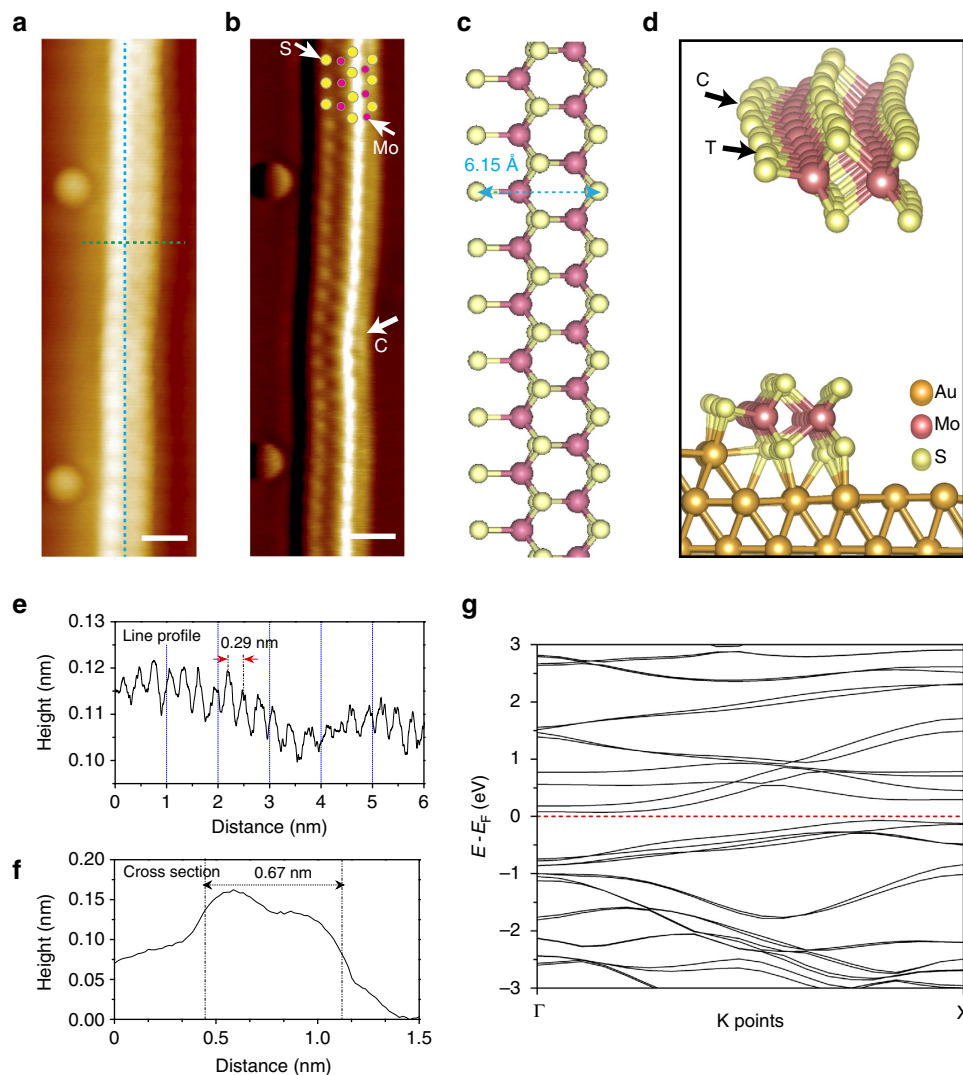 a
b
c
d
S
Mo
C
6.15 Å
C
T
Au
Mo
S
e
Line profile
0.29 nm
0.13
0.12
0.11
0.10
Height (nm)
0 1 2 3 4 5 6
Distance (nm)
f
Cross section
0.67 nm
0.20
0.15
0.10
0.05
0.00
Height (nm)
0 0.5 1.0 1.5
Distance (nm)
g
3
2
1
0
–1
–2
–3
E - E_F (eV)
Γ X
K points